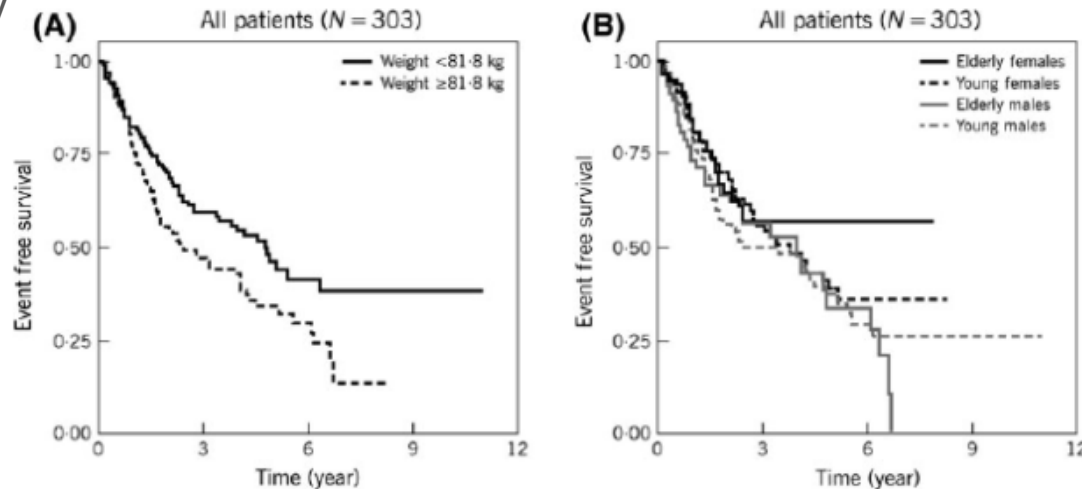 (A)
All patients (N = 303)
Weight <81·8 kg
Weight ≥81·8 kg
1·00
0·75
0·50
0·25
0·00
Event free survival
0
3
6
9
12
Time (year)
(B)
All patients (N = 303)
Elderly females
Young females
Elderly males
Young males
1·00
0·75
0·50
0·25
0·00
Event free survival
0
3
6
9
12
Time (year)